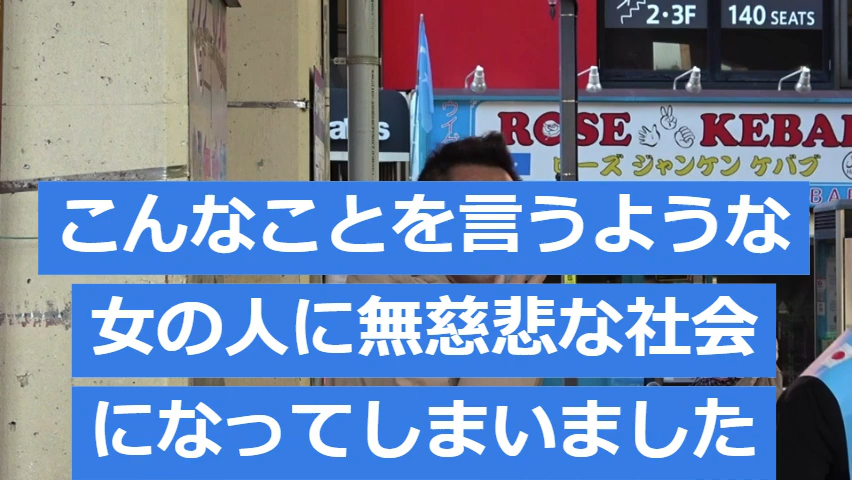 2・3F
140 SEATS
ROSE KEBA
ローズ ジャンケン ケバブ
こんなことを言うような
女の人に無慈悲な社会
になってしまいました